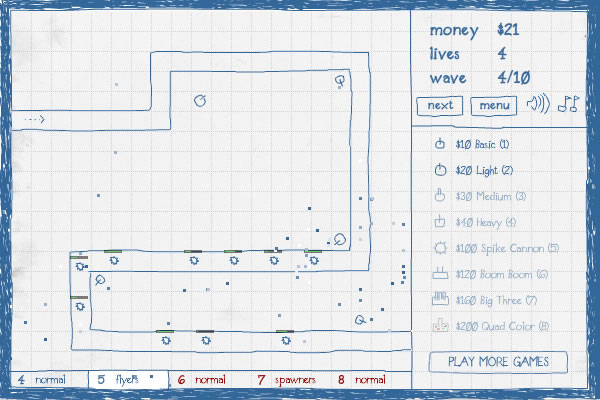 money $21
lives 4
wave 4/10
next menu
$10 Basic (1)
$20 Light (2)
$30 Medium (3)
$40 Heavy (4)
$100 Spike Cannon (5)
$120 Boom Boom (6)
$160 Big Three (7)
$200 Quad Color (8)
PLAY MORE GAMES
4 normal 5 flyers 6 normal 7 spawners 8 normal